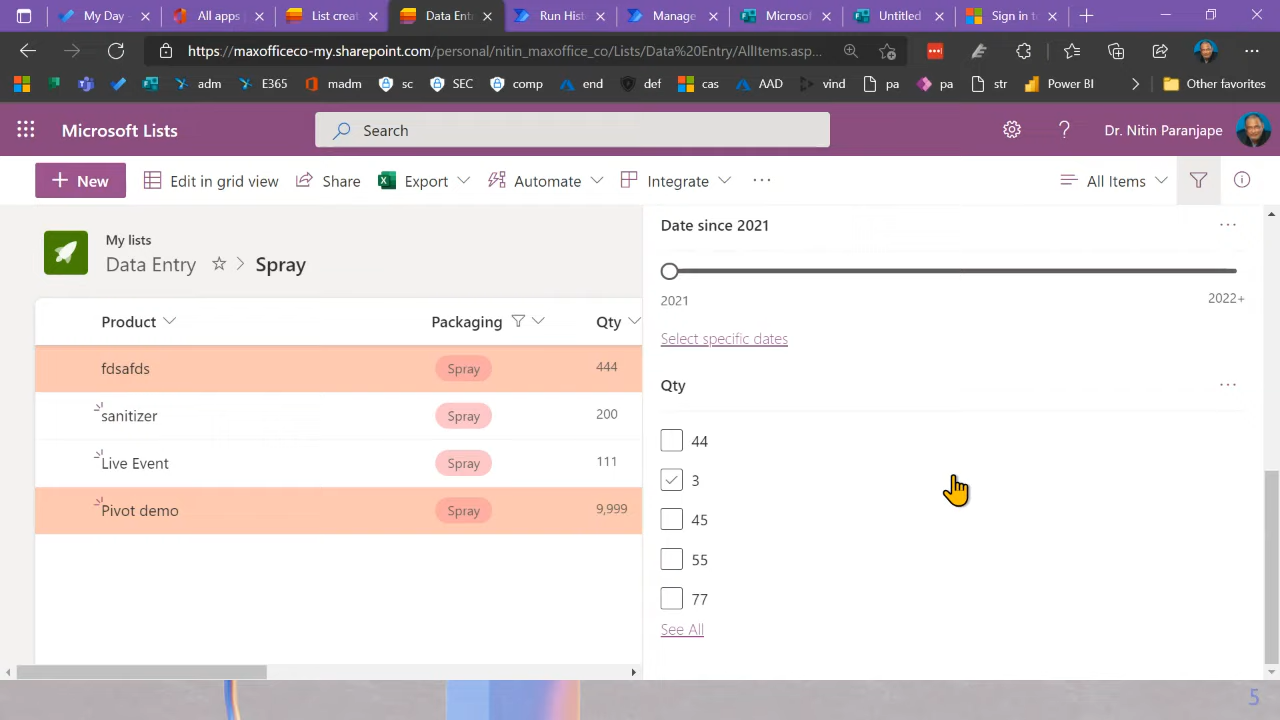 My Day -
All apps
List creat
Data Entr
Run Hist
Manage
Microsof
Untitled
Sign in t
https://maxofficeco-my.sharepoint.com/personal/nitin_maxoffice_co/Lists/Data%20Entry/AllItems.asp...
adm
E365
madm
sc
SEC
comp
end
def
cas
AAD
vind
pa
pa
str
Power BI
Other favorites
Microsoft Lists
Search
Dr. Nitin Paranjape
New
Edit in grid view
Share
Export
Automate
Integrate
All Items
My lists
Data Entry
Spray
Product
Packaging
Qty
fdsafds
Spray
444
sanitizer
Spray
200
Live Event
Spray
111
Pivot demo
Spray
9,999
Date since 2021
2021
2022+
Select specific dates
Qty
44
3
45
55
77
See All
5